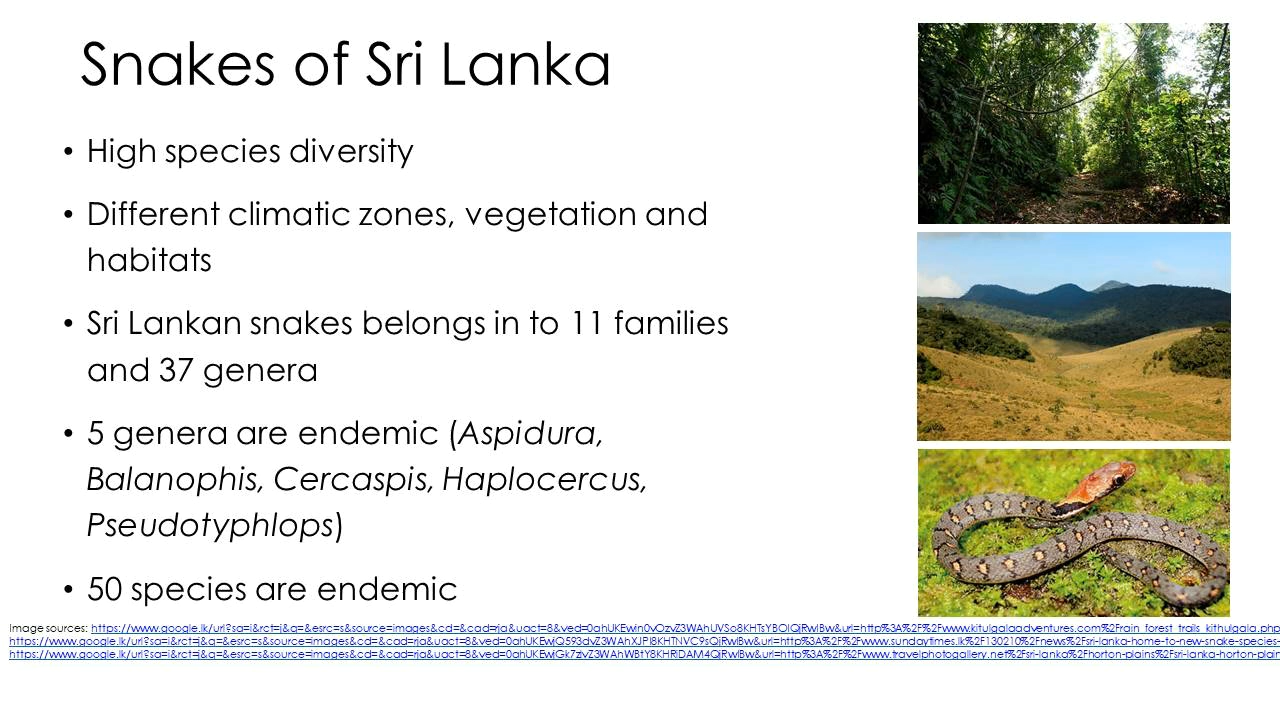 Snakes of Sri Lanka
• High species diversity
• Different climatic zones, vegetation and
habitats
• Sri Lankan snakes belongs in to 11 families
and 37 genera
• 5 genera are endemic (Aspidura,
Balanophis, Cercaspis, Haplocercus,
Pseudotyphlops)
• 50 species are endemic
Image sources: https://www.google.lk/url?sa=i&rct=j&q=&esrc=s&source=images&cd=&cad=rja&uact=8&ved=0ahUKEwin0vOzvZ3WAhUVSo8KHTsYBOIQjRwIBw&url=http%3A%2F%2Fwww.kitulgalaadventures.com%2Frain_forest_trails_kithulgala.php
https://www.google.lk/url?sa=i&rct=j&q=&esrc=s&source=images&cd=&cad=rja&uact=8&ved=0ahUKEwjQ593dvZ3WAhXJPI8KHTNVC9sQjRwIBw&url=http%3A%2F%2Fwww.sundaytimes.lk%2F130210%2Fnews%2Fsri-lanka-home-to-new-snake-species-
https://www.google.lk/url?sa=i&rct=j&q=&esrc=s&source=images&cd=&cad=rja&uact=8&ved=0ahUKEwjGk7zivZ3WAhWBtY8KHRlDAM4QjRwIBw&url=http%3A%2F%2Fwww.travelphotogallery.net%2Fsri-lanka%2Fhorton-plains%2Fsri-lanka-horton-plain